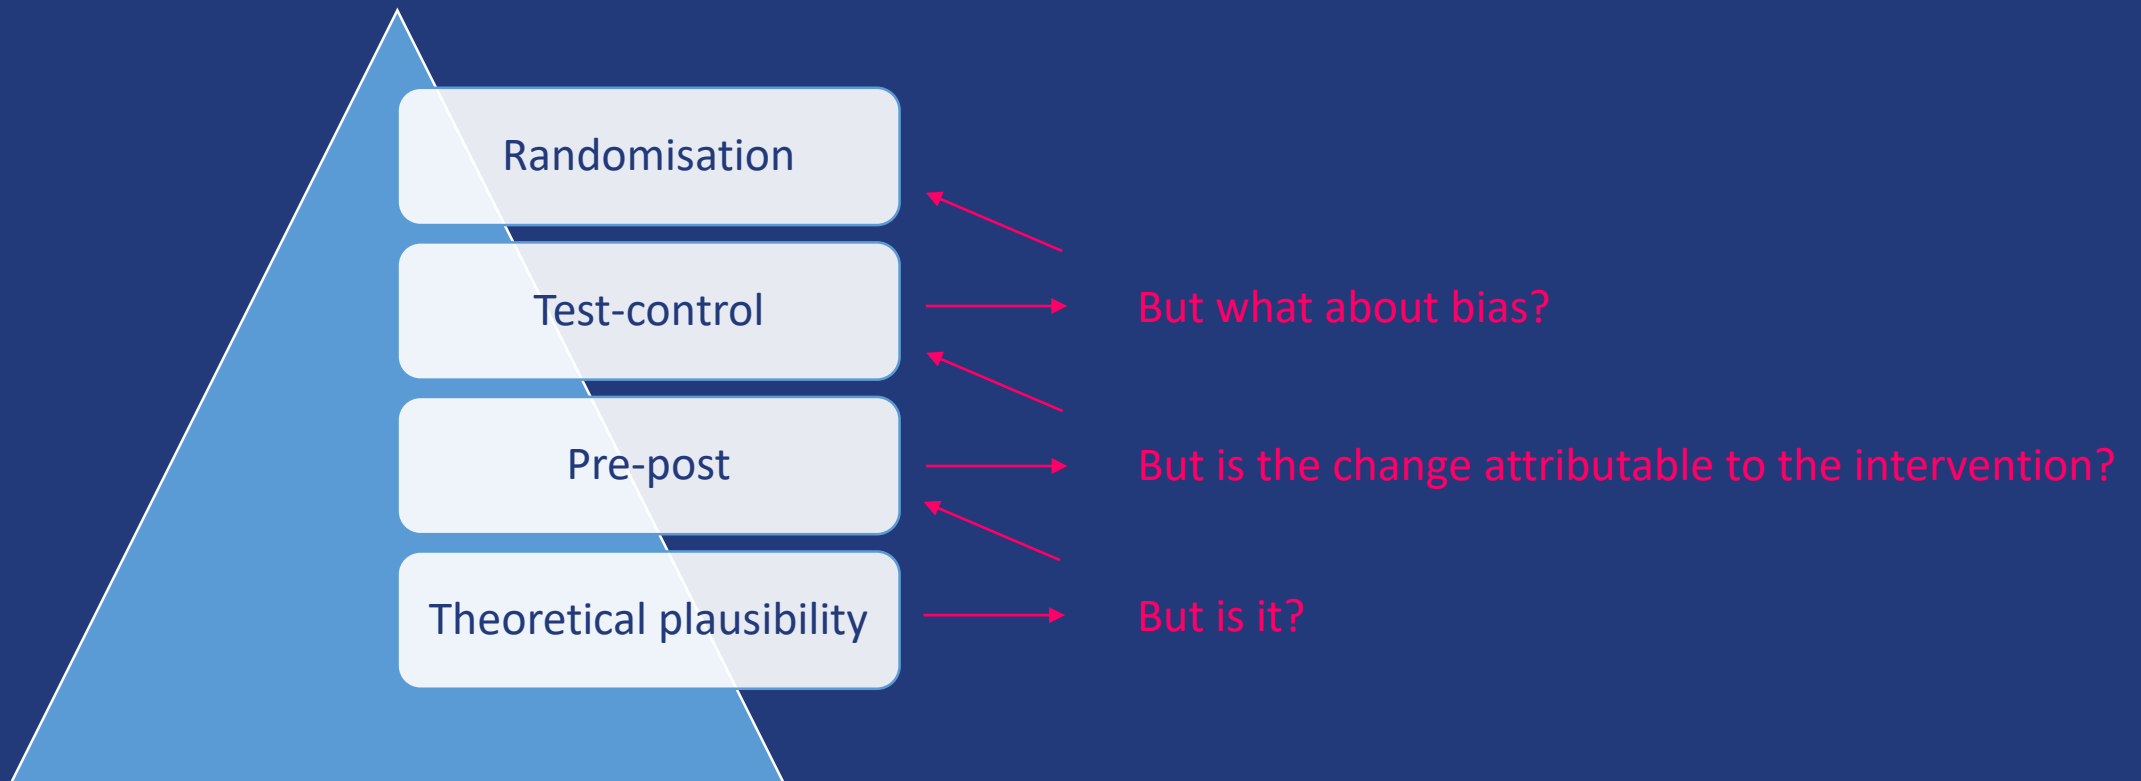 Randomisation
Test-control
But what about bias?
Pre-post
But is the change attributable to the intervention?
Theoretical plausibility
But is it?